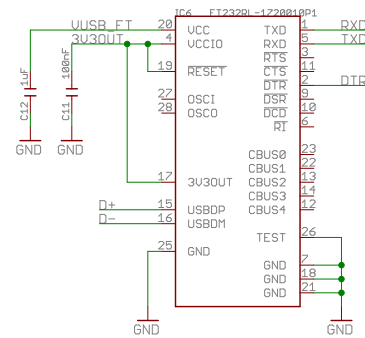 IC6 FT232RL-1Z20010P1
VUSB_FT 20 VCC TXD 1 RXD
3V3OUT 4 VCCIO RXD 5 TXD
RTS 3
19 RESET CTS 11
DTR 2 DTR
27 OSCI DSR 9
28 OSCO DCD 10
RI 6
C12 1uF
C11 100nF
GND GND
CBUS0 23
CBUS1 22
17 3V3OUT CBUS2 13
CBUS3 14
D+ 15 USBDP CBUS4 12
D- 16 USBDM
TEST 26
25 GND
GND 7
GND 18
GND 21
GND GND